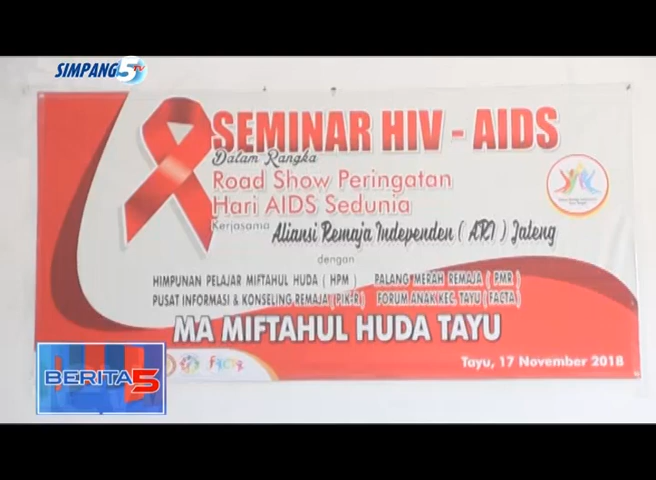 SIMPANG5 TV
SEMINAR HIV - AIDS
Dalam Rangka
Road Show Peringatan
Hari AIDS Sedunia
Kerjasama Aliansi Remaja Independen ( ARI ) Jateng
dengan
HIMPUNAN PELAJAR MIFTAHUL HUDA ( HPM ) PALANG MERAH REMAJA ( PMR )
PUSAT INFORMASI & KONSELING REMAJA (PIK-R) FORUM ANAK KEC. TAYU (FACTA)
MA MIFTAHUL HUDA TAYU
Tayu, 17 November 2018
BERITA5